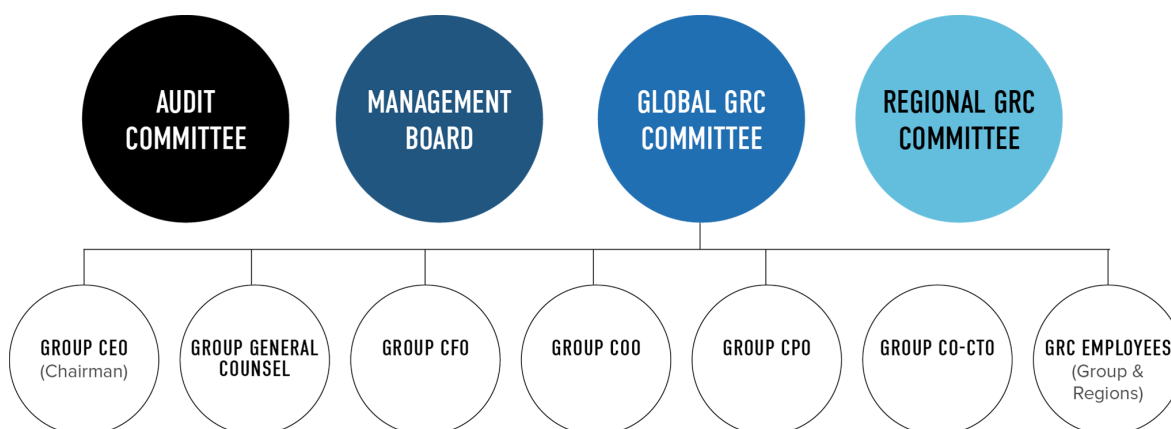 AUDIT
COMMITTEE
MANAGEMENT
BOARD
GLOBAL GRC
COMMITTEE
REGIONAL GRC
COMMITTEE
GROUP CEO
(Chairman)
GROUP GENERAL
COUNSEL
GROUP CFO
GROUP COO
GROUP CPO
GROUP CO-CTO
GRC EMPLOYEES
(Group &
Regions)